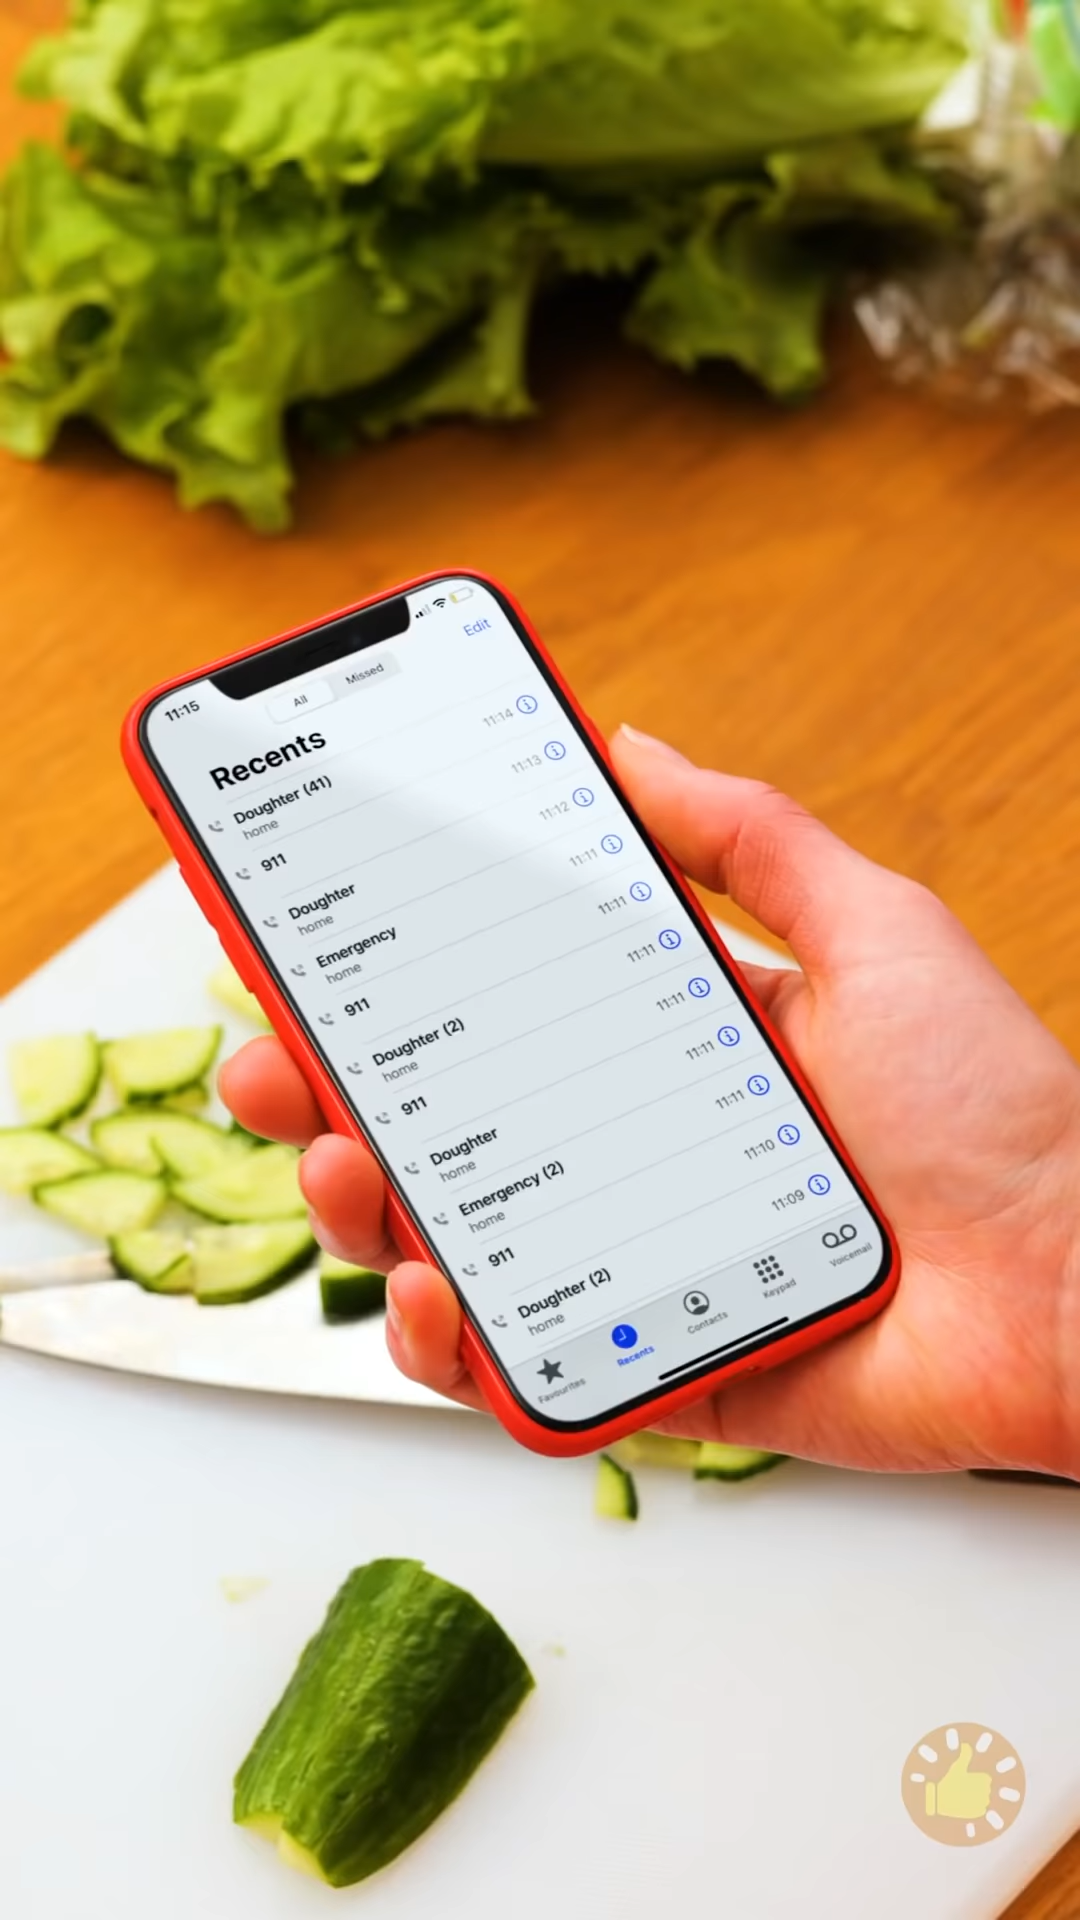 11:15
All
Missed
Edit
Recents
Doughter (41)
home
11:14
911
11:13
Doughter
home
11:12
Emergency
home
11:11
911
11:11
Doughter (2)
home
11:11
911
11:11
Doughter
home
11:11
Emergency (2)
home
11:11
911
11:10
Doughter (2)
home
11:09
Favourites
Recents
Contacts
Keypad
Voicemail